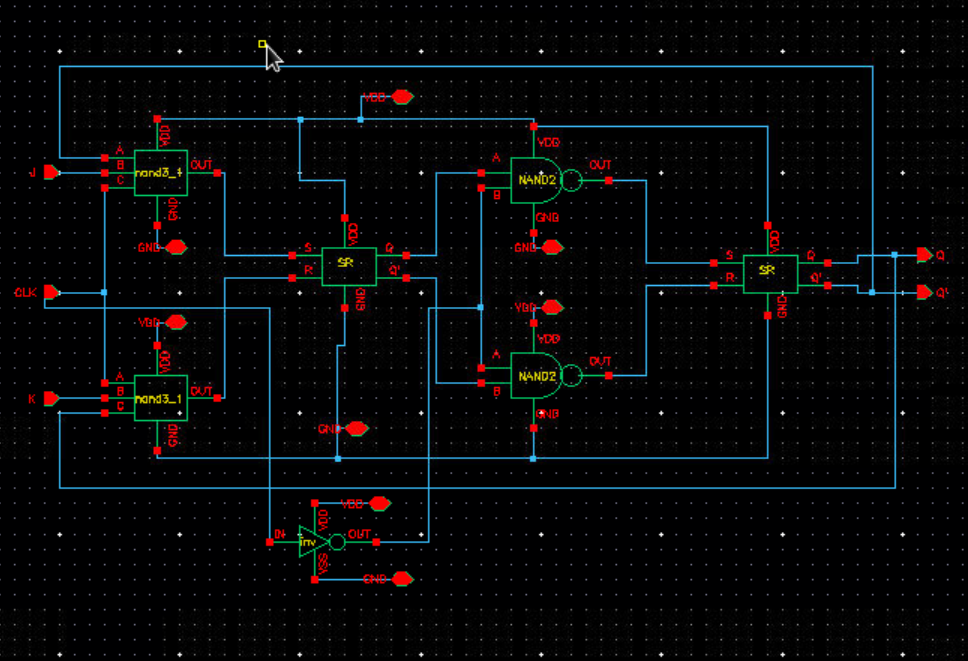 VDD
A
B
C
VDD
nand3_1
OUT
GND
J
GND
A
B
VDD
NAND2
OUT
GND
GND
S
R
VDD
SR
Q
Q'
GND
S
R
VDD
SR
Q
Q'
GND
Q
Q'
CLK
VDD
VDD
A
B
C
VDD
nand3_1
OUT
GND
K
A
B
VDD
NAND2
OUT
GND
GND
VDD
IN
VDD
inv
OUT
VSS
GND